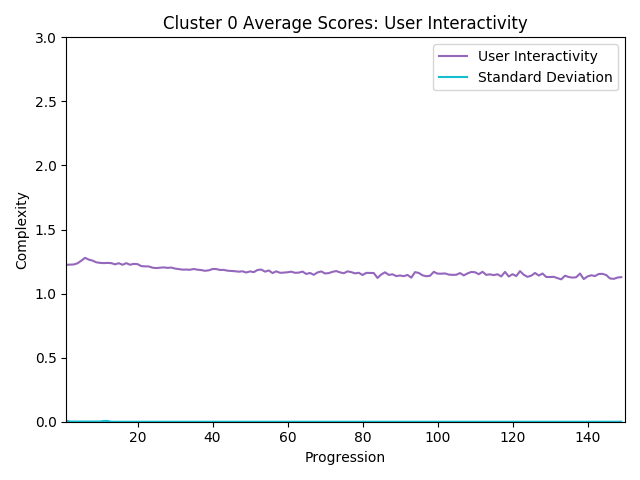 Cluster 0 Average Scores: User Interactivity
3.0
User Interactivity
Standard Deviation
2.5
2.0
1.5
1.0
0.5
0.0
Complexity
20
40
60
80
100
120
140
Progression